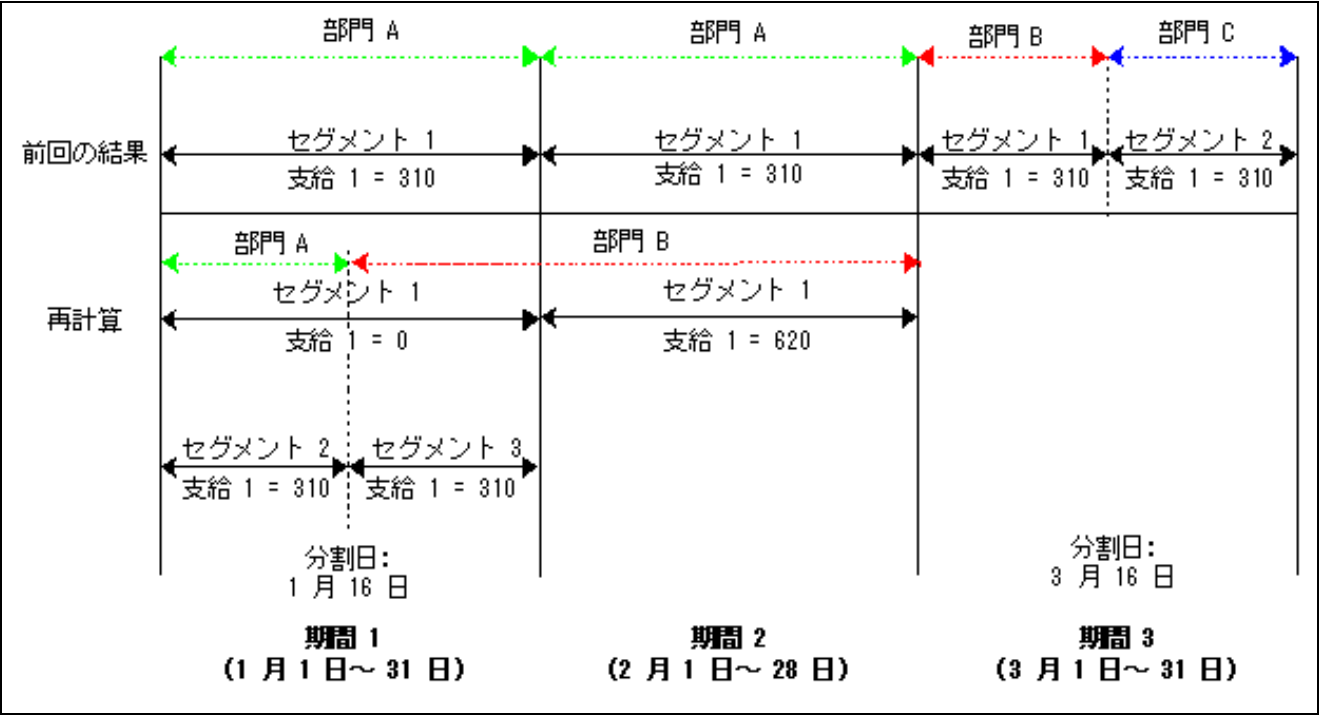 部門 A
部門 A
部門 B
部門 C
前回の結果
セグメント 1
セグメント 1
セグメント 1
セグメント 2
支給 1 = 310
支給 1 = 310
支給 1 = 310
支給 1 = 310
部門 A
部門 B
再計算
セグメント 1
セグメント 1
支給 1 = 0
支給 1 = 620
セグメント 2
セグメント 3
支給 1 = 310
支給 1 = 310
分割日:
1 月 16 日
分割日:
3 月 16 日
期間 1
(1 月 1 日～ 31 日)
期間 2
(2 月 1 日～ 28 日)
期間 3
(3 月 1 日～ 31 日)